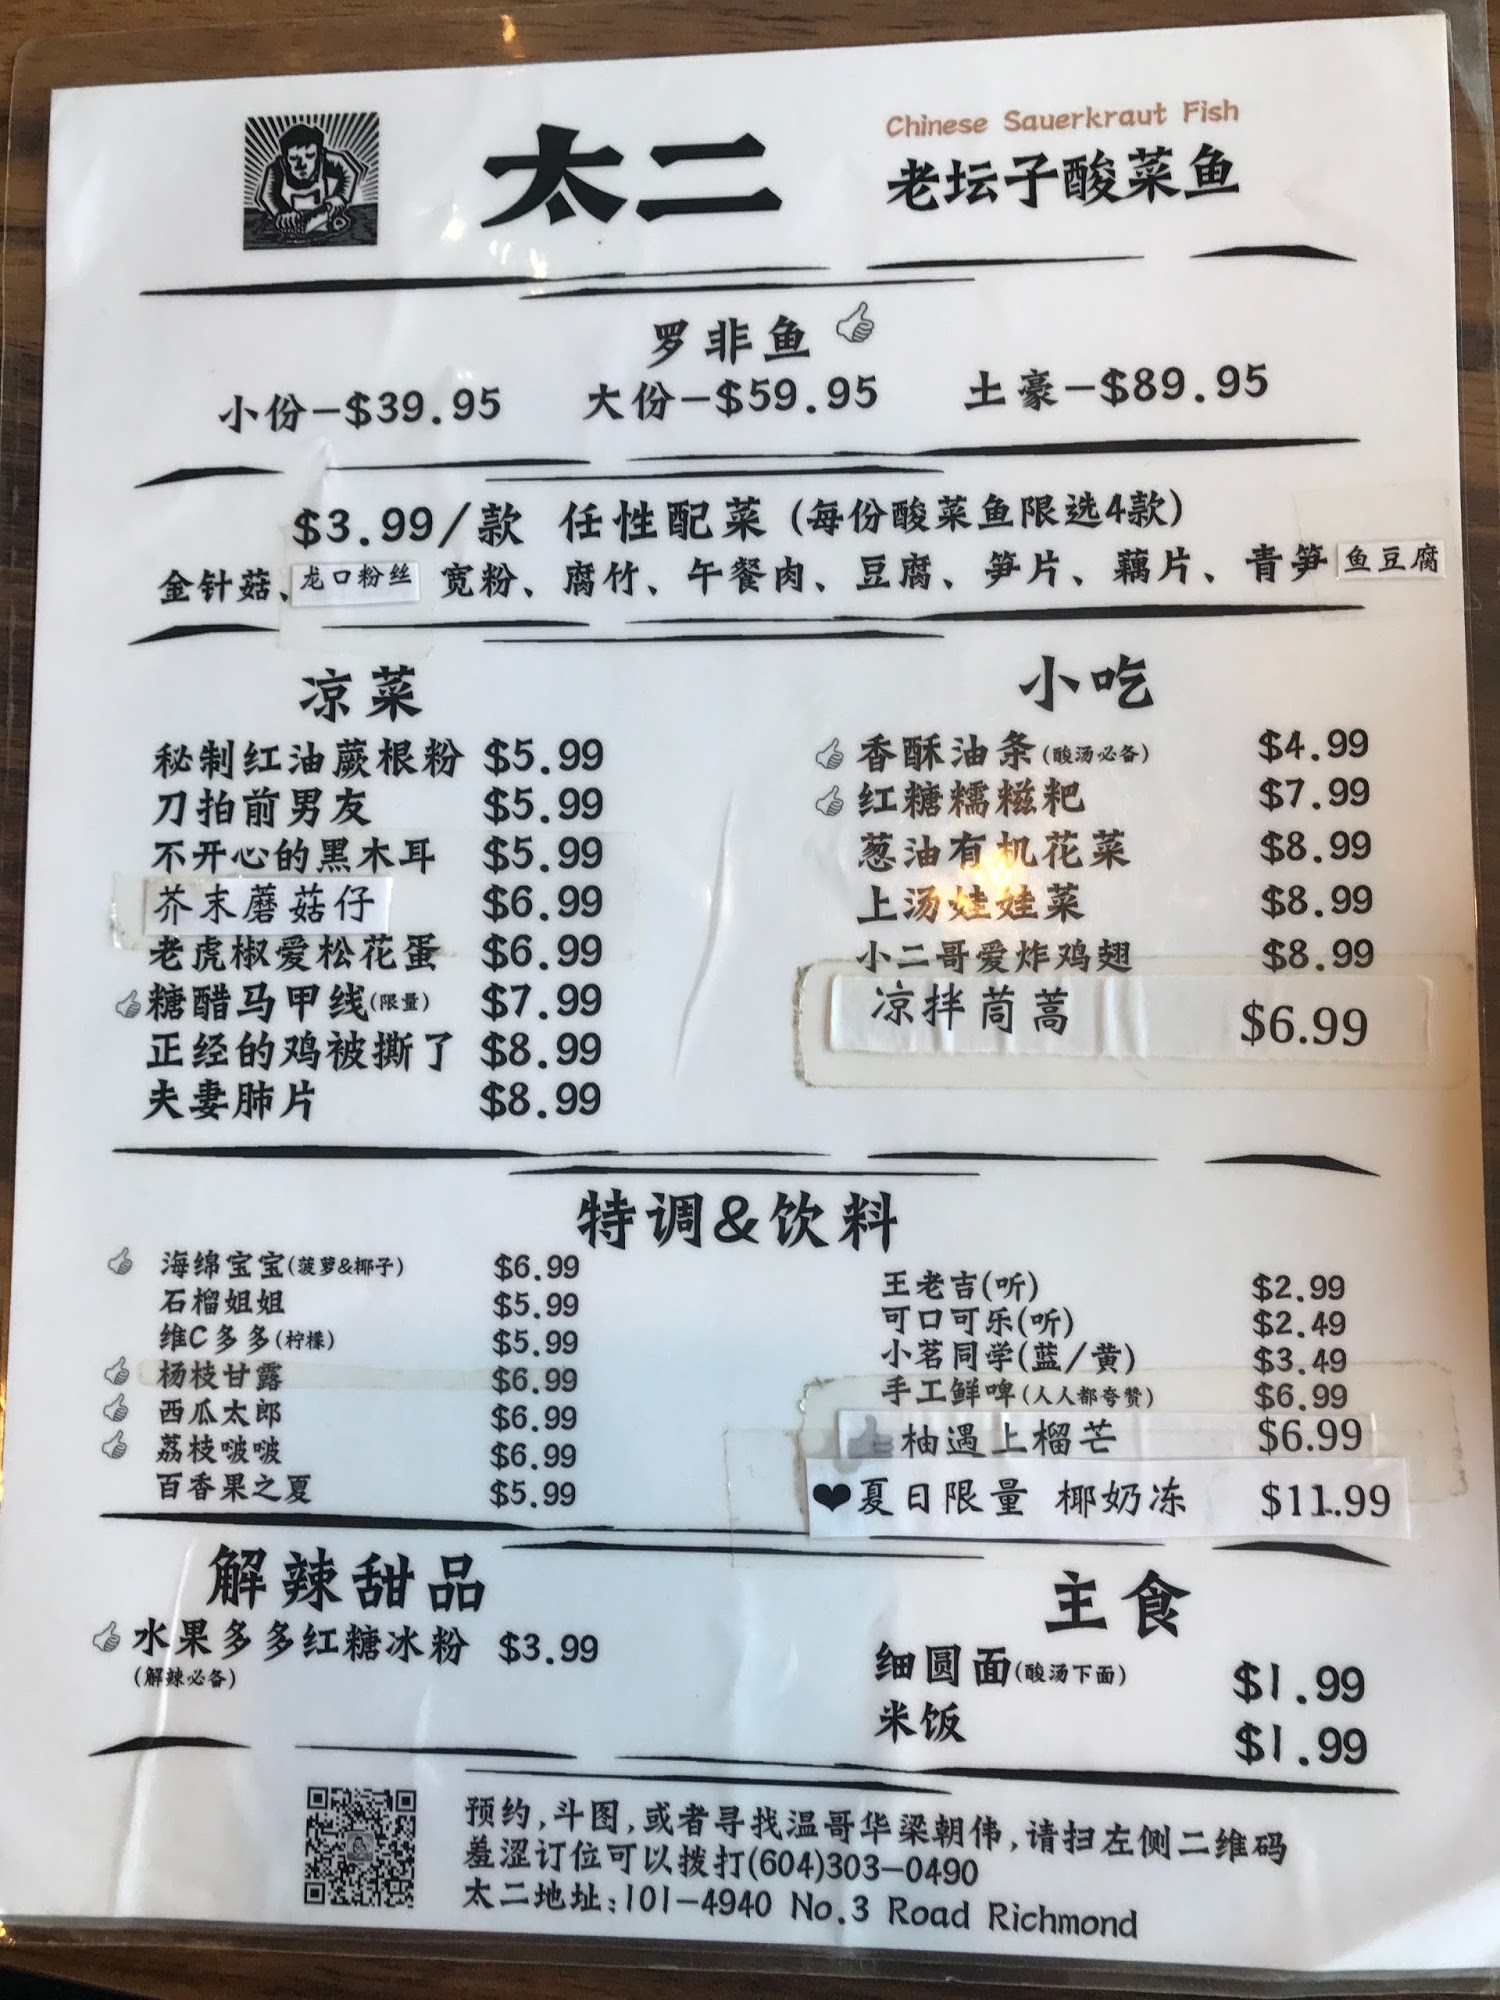 太二
Chinese Sauerkraut Fish
老坛子酸菜鱼
罗非鱼
小份-$39.95 大份-$59.95 土豪-$89.95
$3.99/款 任性配菜 (每份酸菜鱼限选4款)
金针菇、龙口粉丝 宽粉、腐竹、午餐肉、豆腐、笋片、藕片、青笋 鱼豆腐
凉菜
秘制红油蕨根粉 $5.99
刀拍前男友 $5.99
不开心的黑木耳 $5.99
芥末蘑菇仔 $6.99
老虎椒爱松花蛋 $6.99
糖醋马甲线(限量) $7.99
正经的鸡被撕了 $8.99
夫妻肺片 $8.99
小吃
香酥油条(酸汤必备) $4.99
红糖糯糍粑 $7.99
葱油有机花菜 $8.99
上汤娃娃菜 $8.99
小二哥爱炸鸡翅 $8.99
凉拌茼蒿 $6.99
特调&饮料
海绵宝宝(菠萝&椰子) $6.99
石榴姐姐 $5.99
维C多多(柠檬) $5.99
杨枝甘露 $6.99
西瓜太郎 $6.99
荔枝啵啵 $6.99
百香果之夏 $5.99
王老吉(听) $2.99
可口可乐(听) $2.49
小茗同学(蓝/黄) $3.49
手工鲜啤(人人都夸赞) $6.99
柚遇上榴芒 $6.99
❤夏日限量 椰奶冻 $11.99
解辣甜品
水果多多红糖冰粉 $3.99
(解辣必备)
主食
细圆面(酸汤下面) $1.99
米饭 $1.99
预约,斗图,或者寻找温哥华梁朝伟,请扫左侧二维码
羞涩订位可以拨打(604)303-0490
太二地址:101-4940 No.3 Road Richmond